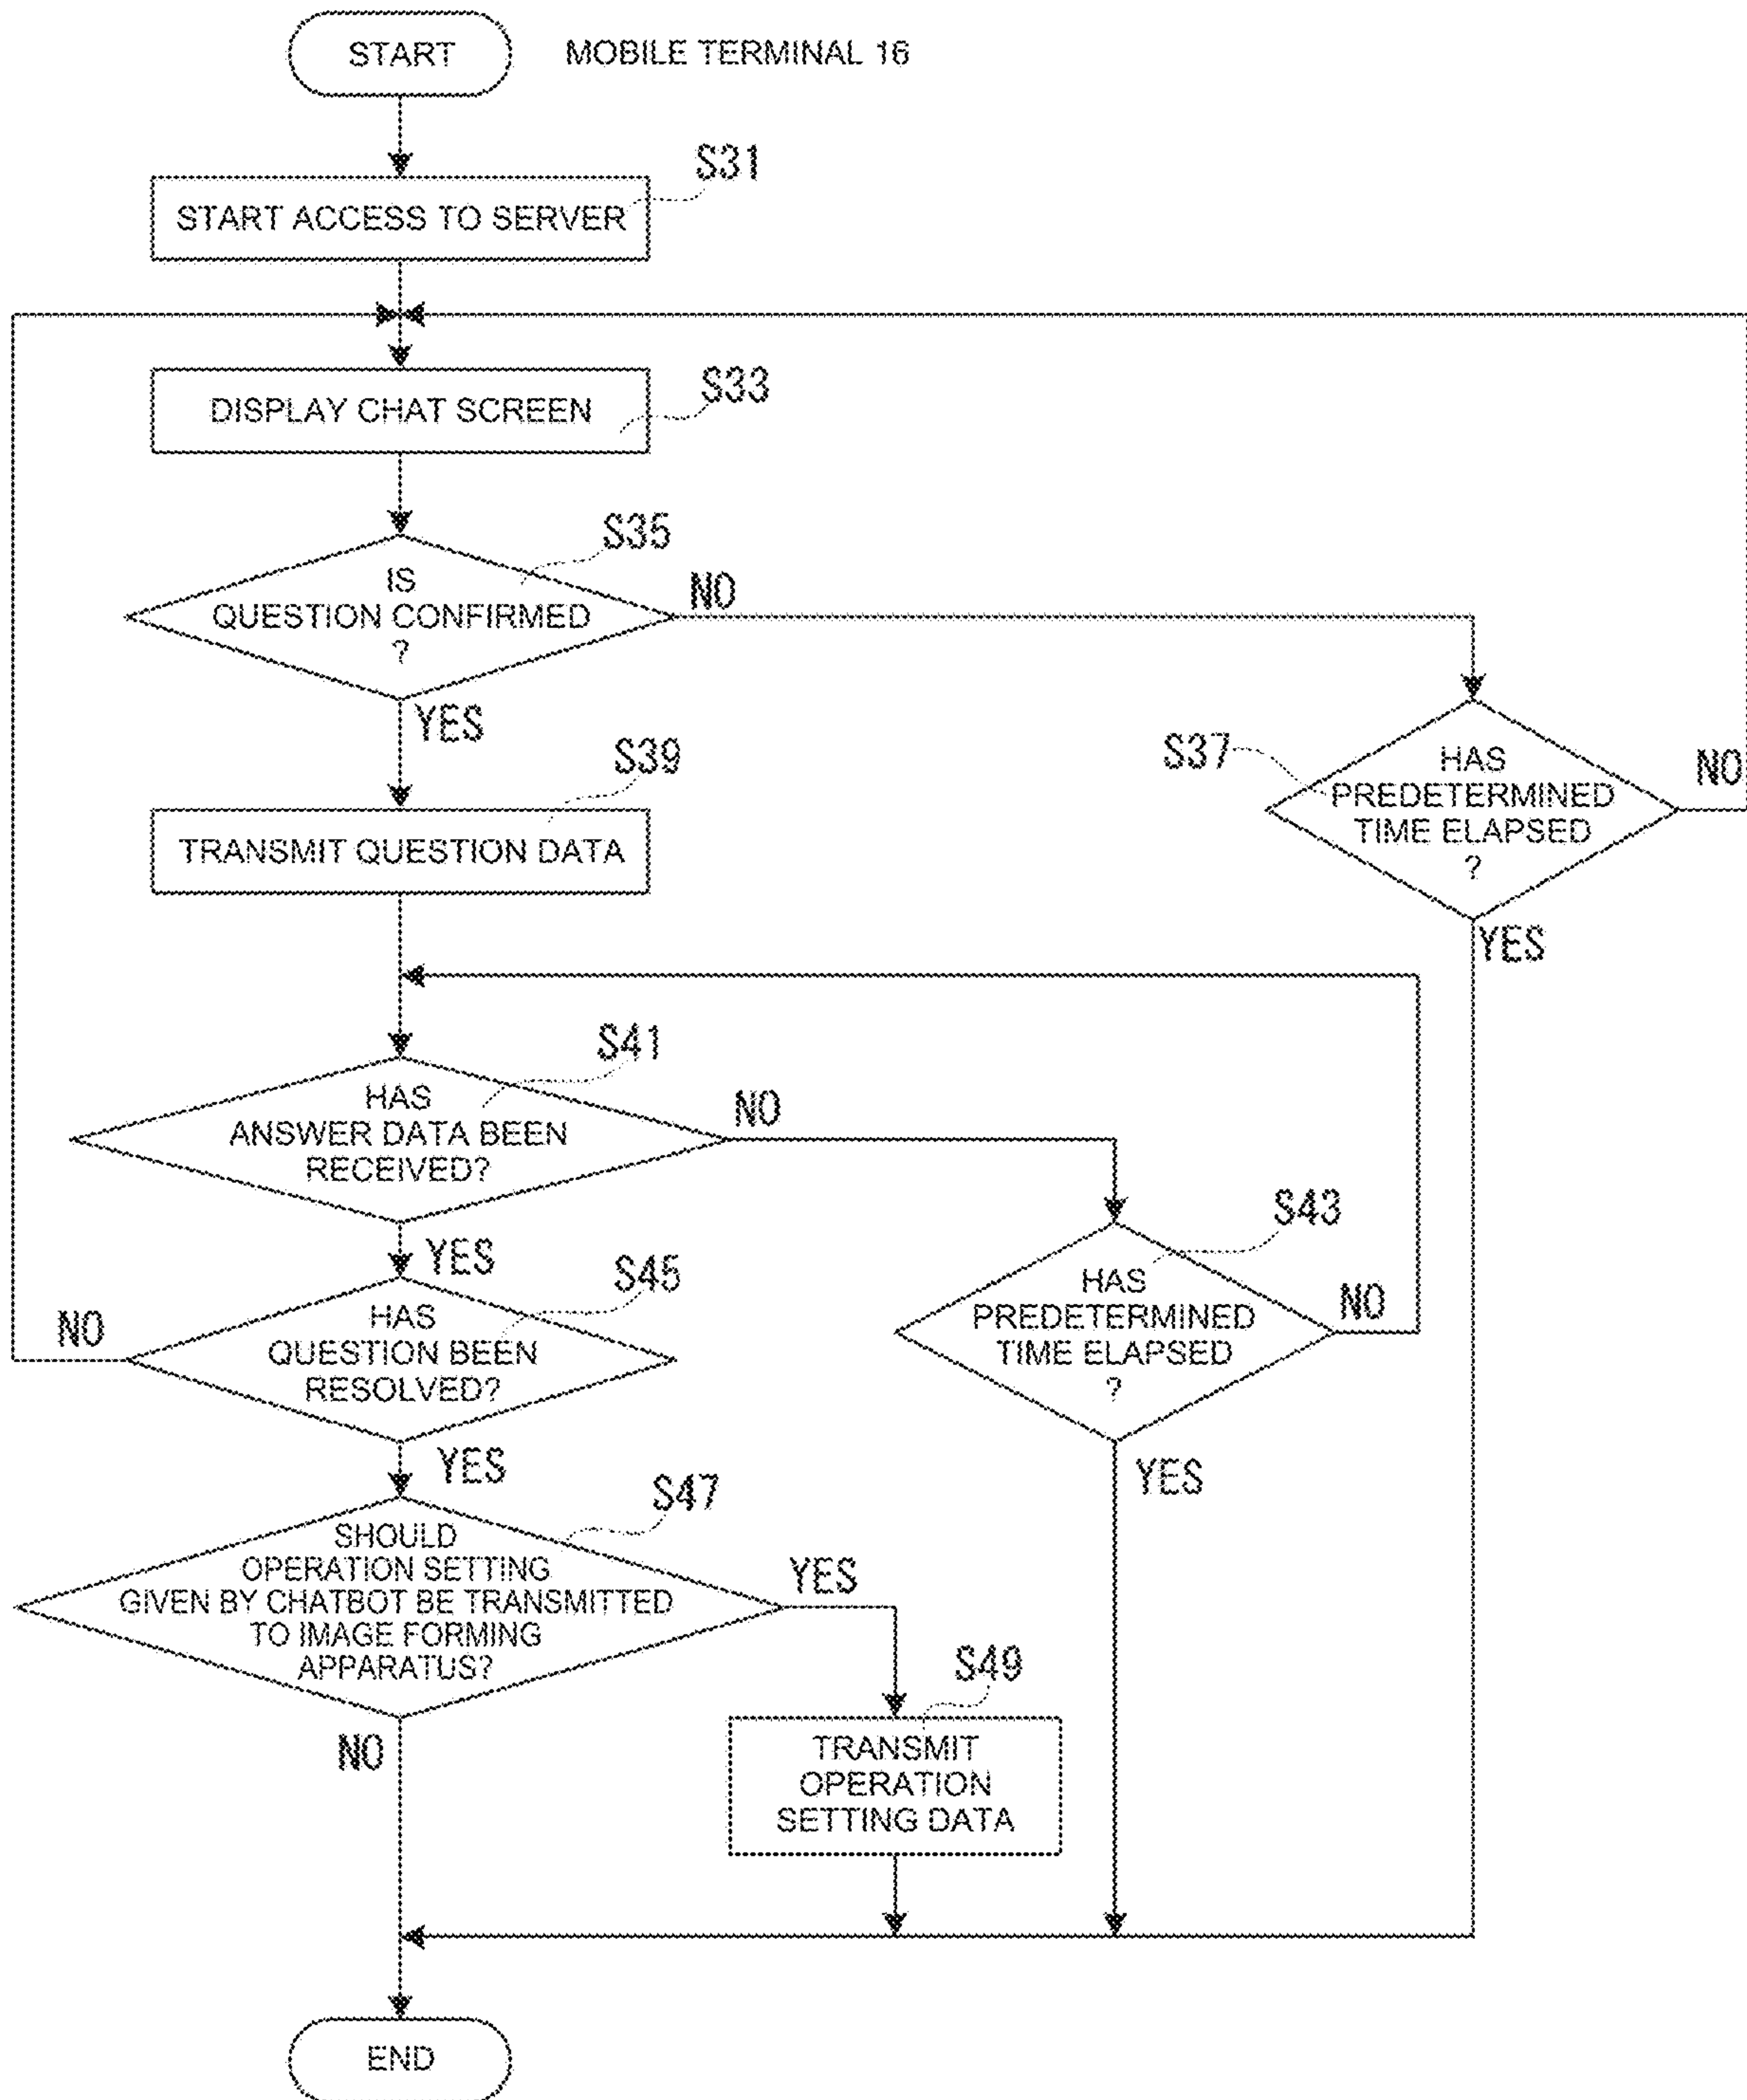 START
MOBILE TERMINAL 16
S31
START ACCESS TO SERVER
S33
DISPLAY CHAT SCREEN
S35
IS
QUESTION CONFIRMED
?
NO
YES
S37
HAS
PREDETERMINED
TIME ELAPSED
?
NO
YES
S39
TRANSMIT QUESTION DATA
S41
HAS
ANSWER DATA BEEN
RECEIVED?
NO
YES
S43
HAS
PREDETERMINED
TIME ELAPSED
?
NO
YES
S45
HAS
QUESTION BEEN
RESOLVED?
NO
YES
S47
SHOULD
OPERATION SETTING
GIVEN BY CHATBOT BE TRANSMITTED
TO IMAGE FORMING
APPARATUS?
YES
NO
S49
TRANSMIT
OPERATION
SETTING DATA
END